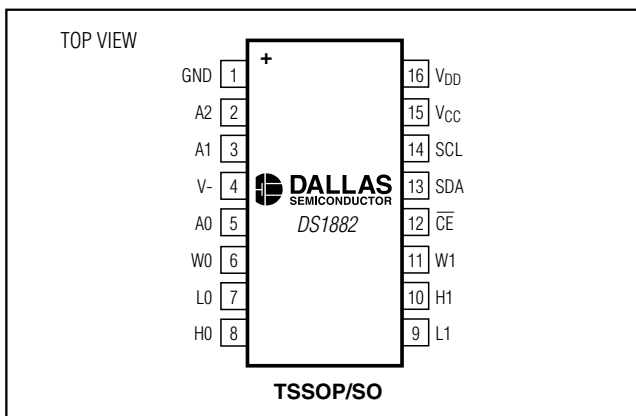 TOP VIEW
+
GND 1
A2 2
A1 3
V- 4
A0 5
W0 6
L0 7
H0 8
DALLAS
SEMICONDUCTOR
DS1882
16 VDD
15 VCC
14 SCL
13 SDA
12 C̅E̅
11 W1
10 H1
9 L1
TSSOP/SO